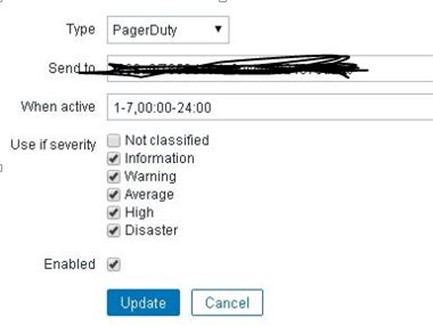 Type PagerDuty
Send to
When active 1-7,00:00-24:00
Use if severity Not classified
Information
Warning
Average
High
Disaster
Enabled
Update Cancel